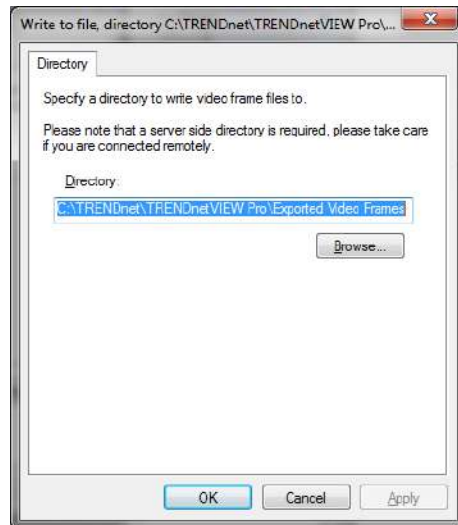 Write to file, directory C:\TRENDnet\TRENDnetVIEW Pro\,...
Directory
Specify a directory to write video frame files to.
Please note that a server side directory is required, please take care
if you are connected remotely.
Directory:
C:\TRENDnet\TRENDnetVIEW Pro\Exported Video Frames
Browse...
OK Cancel Apply